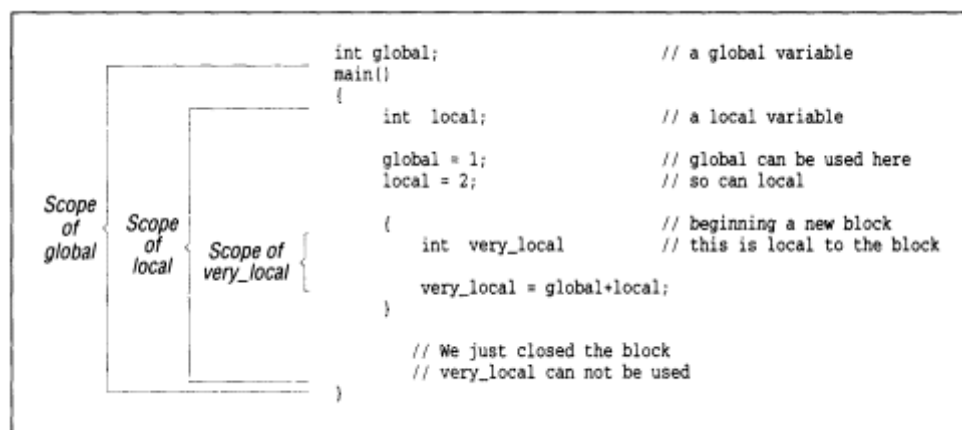 int global; // a global variable
main()
{
int local; // a local variable
global = 1; // global can be used here
local = 2; // so can local
{ // beginning a new block
int very_local // this is local to the block
very_local = global+local;
}
// We just closed the block
// very_local can not be used
}
Scope
of
global
Scope
of
local
Scope of
very_local